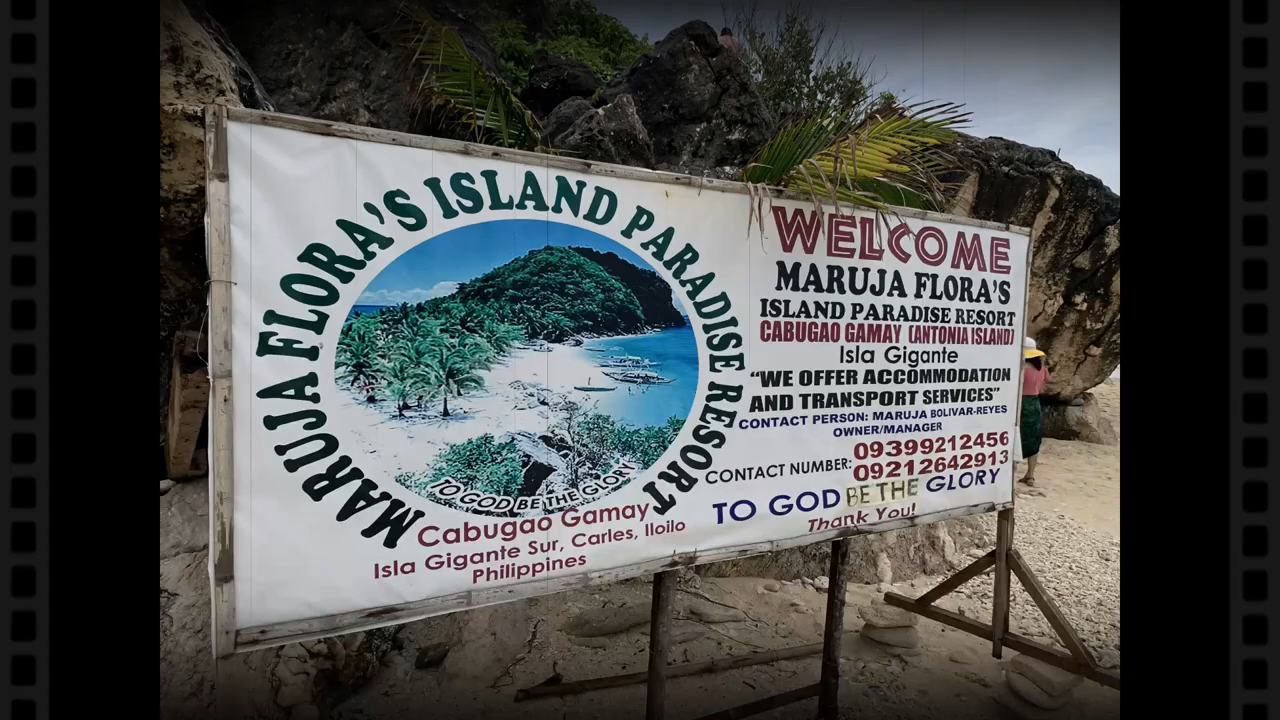 MARUJA FLORA'S ISLAND PARADISE RESORT
TO GOD BE THE GLORY
Cabugao Gamay
Isla Gigante Sur, Carles, Iloilo
Philippines
WELCOME
MARUJA FLORA'S
ISLAND PARADISE RESORT
CABUGAO GAMAY (ANTONIA ISLAND)
Isla Gigante
"WE OFFER ACCOMMODATION
AND TRANSPORT SERVICES"
CONTACT PERSON: MARUJA BOLIVAR-REYES
OWNER/MANAGER
CONTACT NUMBER: 09399212456
09212642913
TO GOD BE THE GLORY
Thank You!